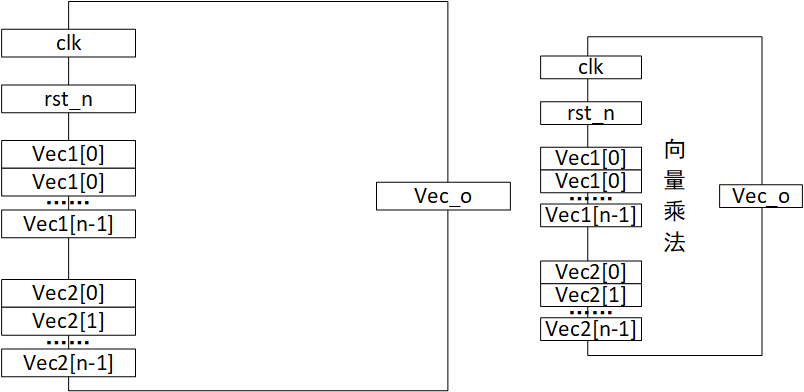 clk
rst_n
Vec1[0]
Vec1[0]
……
Vec1[n-1]
Vec2[0]
Vec2[1]
……
Vec2[n-1]
Vec_o
clk
rst_n
Vec1[0]
Vec1[0]
……
Vec1[n-1]
Vec2[0]
Vec2[1]
……
Vec2[n-1]
向
量
乘
法
Vec_o